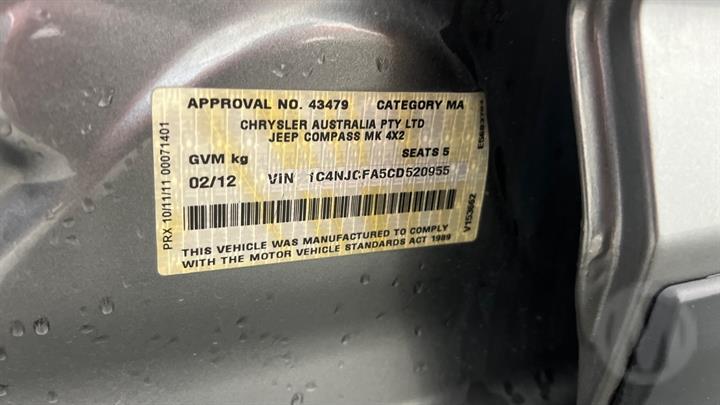 APPROVAL NO. 43479 CATEGORY MA
CHRYSLER AUSTRALIA PTY LTD
JEEP COMPASS MK 4X2
GVM kg SEATS 5
02/12 VIN 1C4NJCFA5CD520955
THIS VEHICLE WAS MANUFACTURED TO COMPLY
WITH THE MOTOR VEHICLE STANDARDS ACT 1989
PRX 10/11/11 00071401
V153662
M